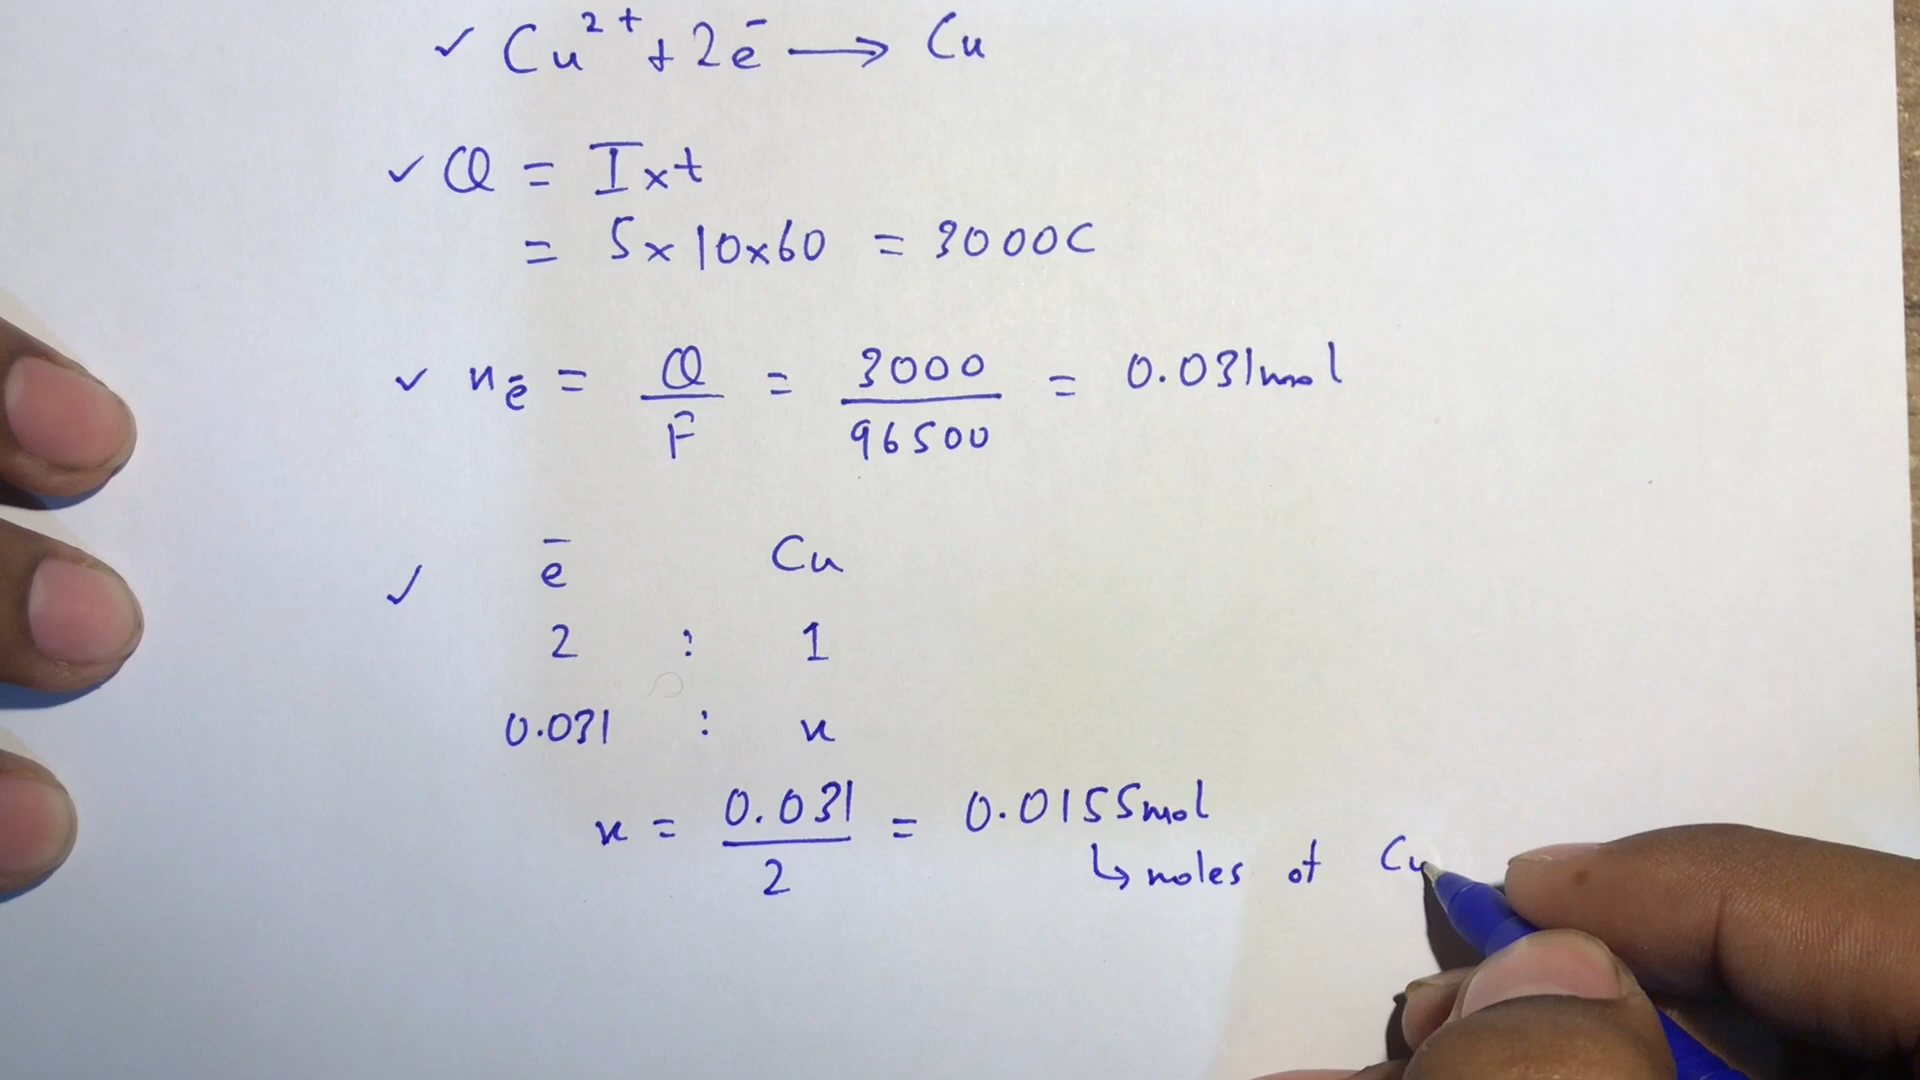 ✓ Cu²⁺ + 2e⁻ ⟶ Cu
✓ Q = I x t
= 5 x 10 x 60 = 3000C
✓ nₑ̄ = Q/F = 3000/96500 = 0.031mol
✓ e⁻ Cu
2 : 1
0.031 : x
x = 0.031/2 = 0.0155mol
↳ moles of Cu